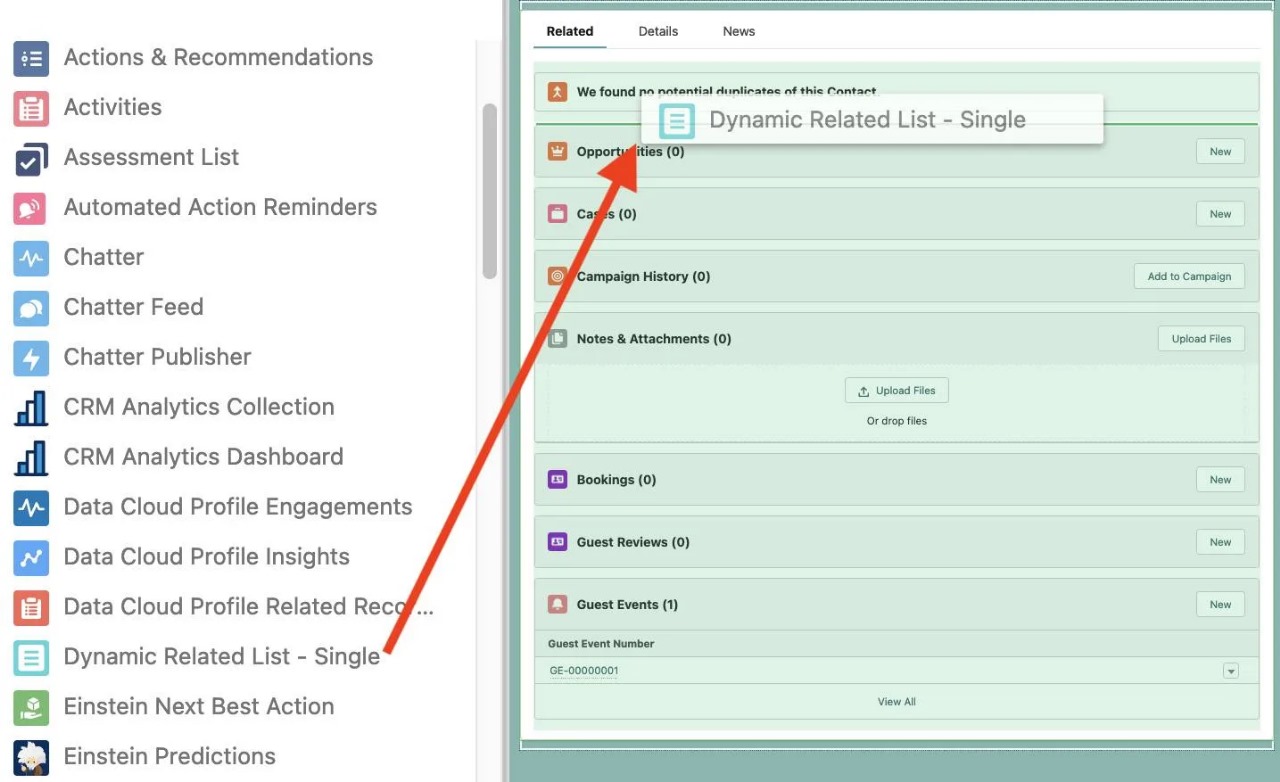 Actions & Recommendations
Activities
Assessment List
Automated Action Reminders
Chatter
Chatter Feed
Chatter Publisher
CRM Analytics Collection
CRM Analytics Dashboard
Data Cloud Profile Engagements
Data Cloud Profile Insights
Data Cloud Profile Related Recor...
Dynamic Related List - Single
Einstein Next Best Action
Einstein Predictions
Related Details News
We found no potential duplicates of this Contact.
Dynamic Related List - Single
Opportunities (0) New
Cases (0) New
Campaign History (0) Add to Campaign
Notes & Attachments (0) Upload Files
Upload Files
Or drop files
Bookings (0) New
Guest Reviews (0) New
Guest Events (1) New
Guest Event Number
GE-00000001
View All